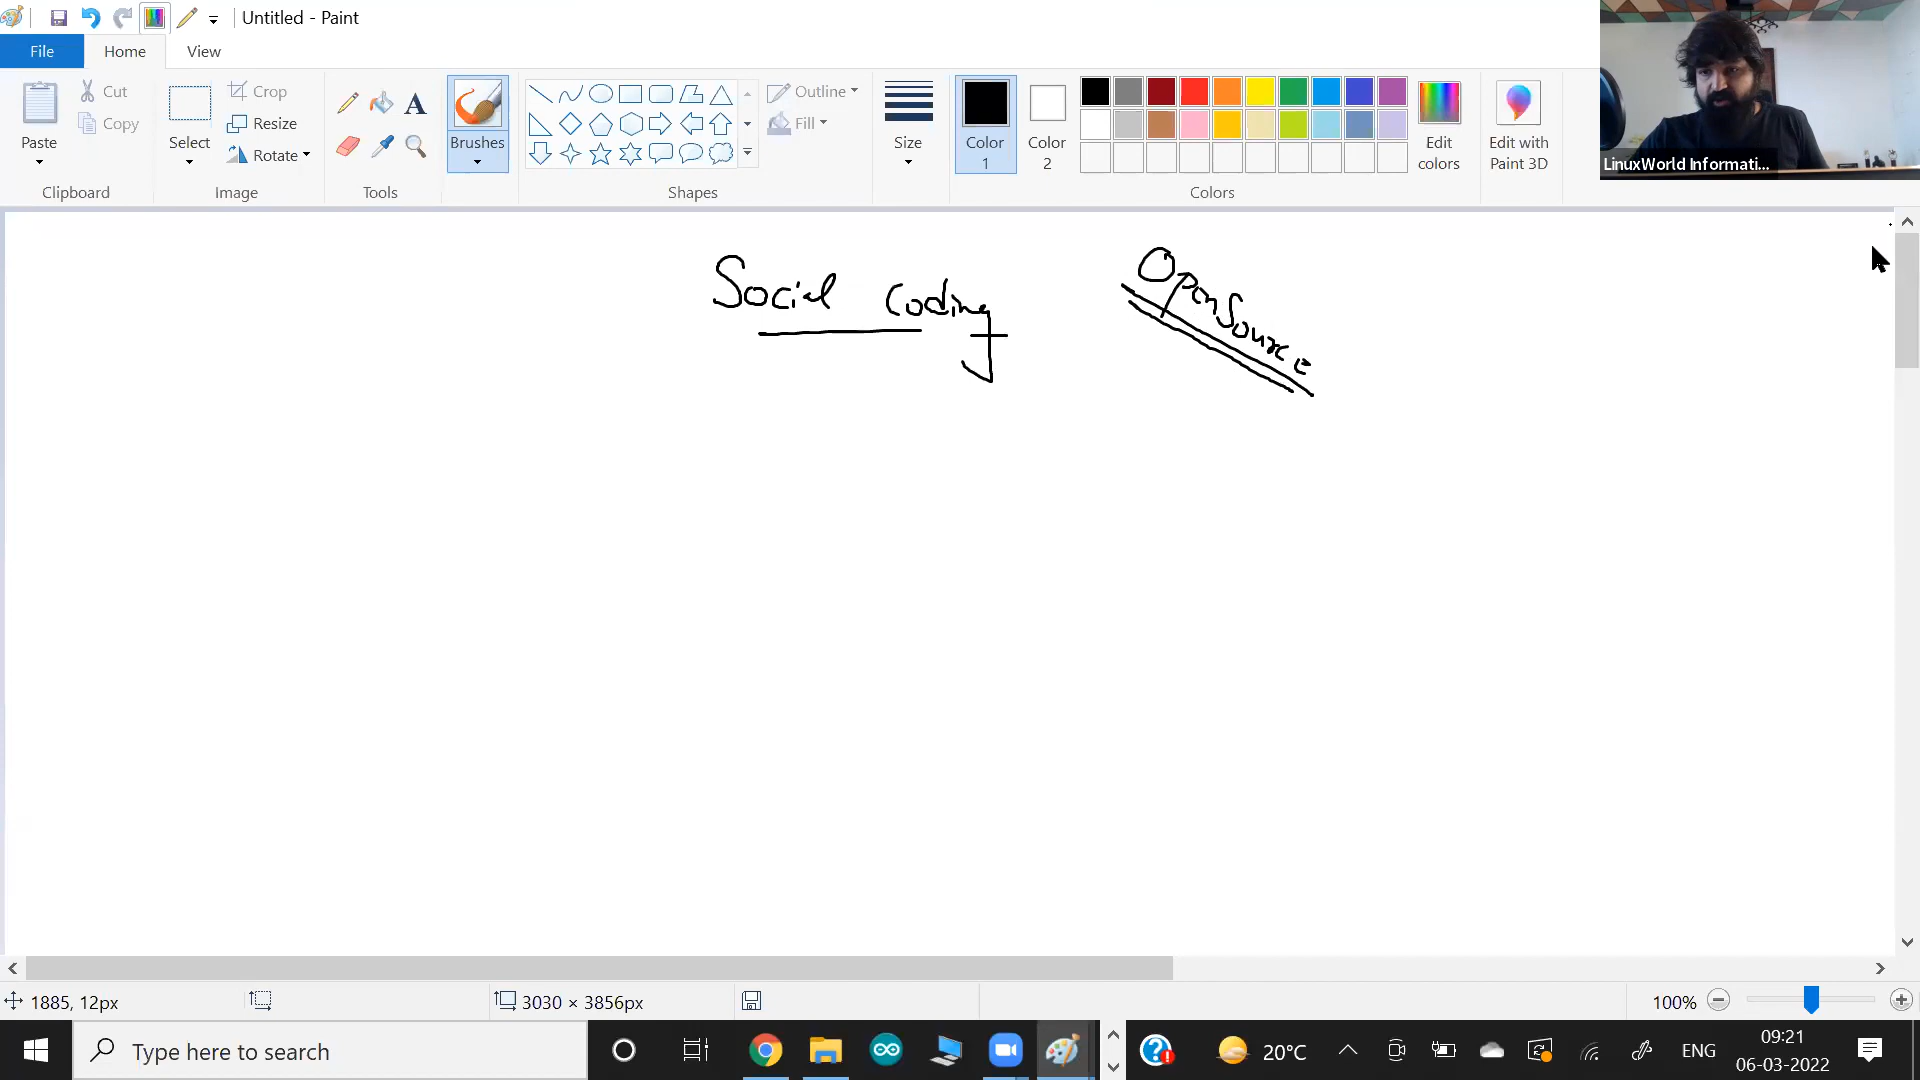 Untitled - Paint
File Home View
Paste
Cut
Copy
Clipboard
Select
Crop
Resize
Rotate
Image
Tools
Brushes
Shapes
Outline
Fill
Size
Color 1
Color 2
Colors
Edit colors
Edit with Paint 3D
LinuxWorld Informati...
Social coding
OpenSource
1885, 12px
3030 × 3856px
100%
Type here to search
20°C
ENG
09:21
06-03-2022